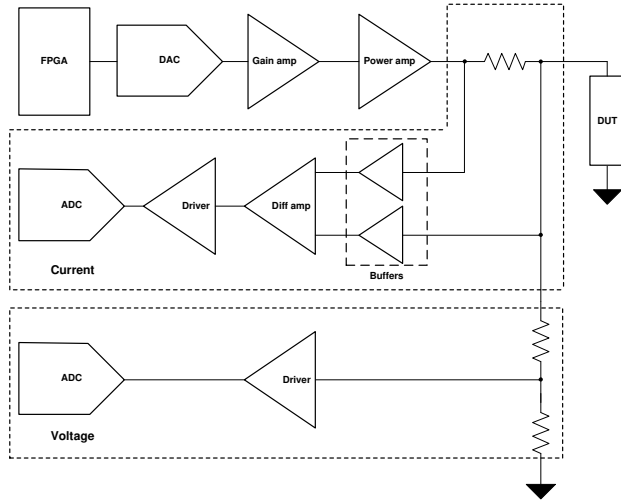 FPGA
DAC
Gain amp
Power amp
DUT
ADC
Driver
Diff amp
Buffers
Current
ADC
Driver
Voltage